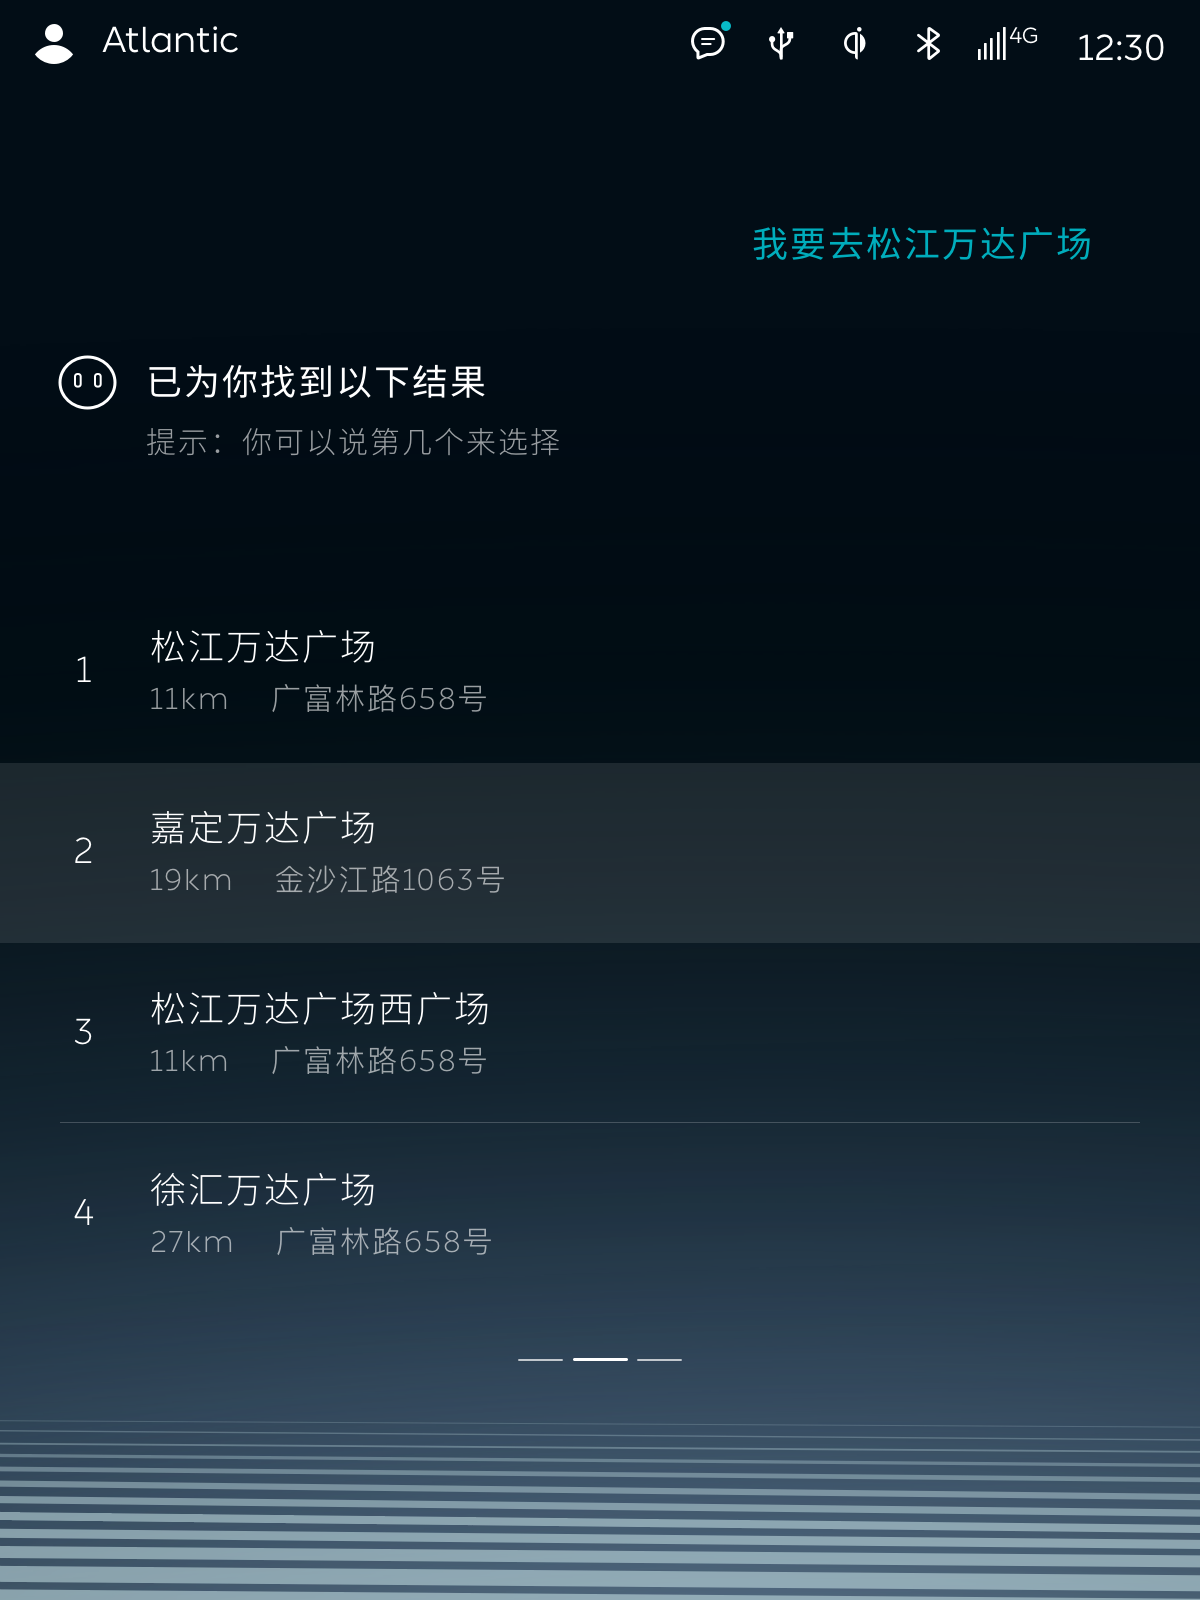 Atlantic
4G
12:30
我要去松江万达广场
已为你找到以下结果
提示：你可以说第几个来选择
1
松江万达广场
11km 广富林路658号
2
嘉定万达广场
19km 金沙江路1063号
3
松江万达广场西广场
11km 广富林路658号
4
徐汇万达广场
27km 广富林路658号